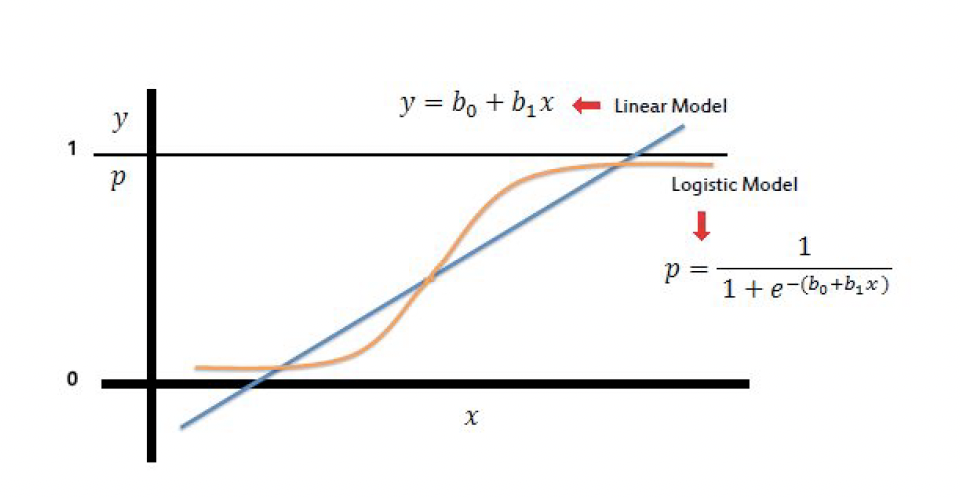 y = b₀ + b₁x
Linear Model
y
1
p
Logistic Model
p = 1 / (1 + e^−(b₀+b₁x))
0
x